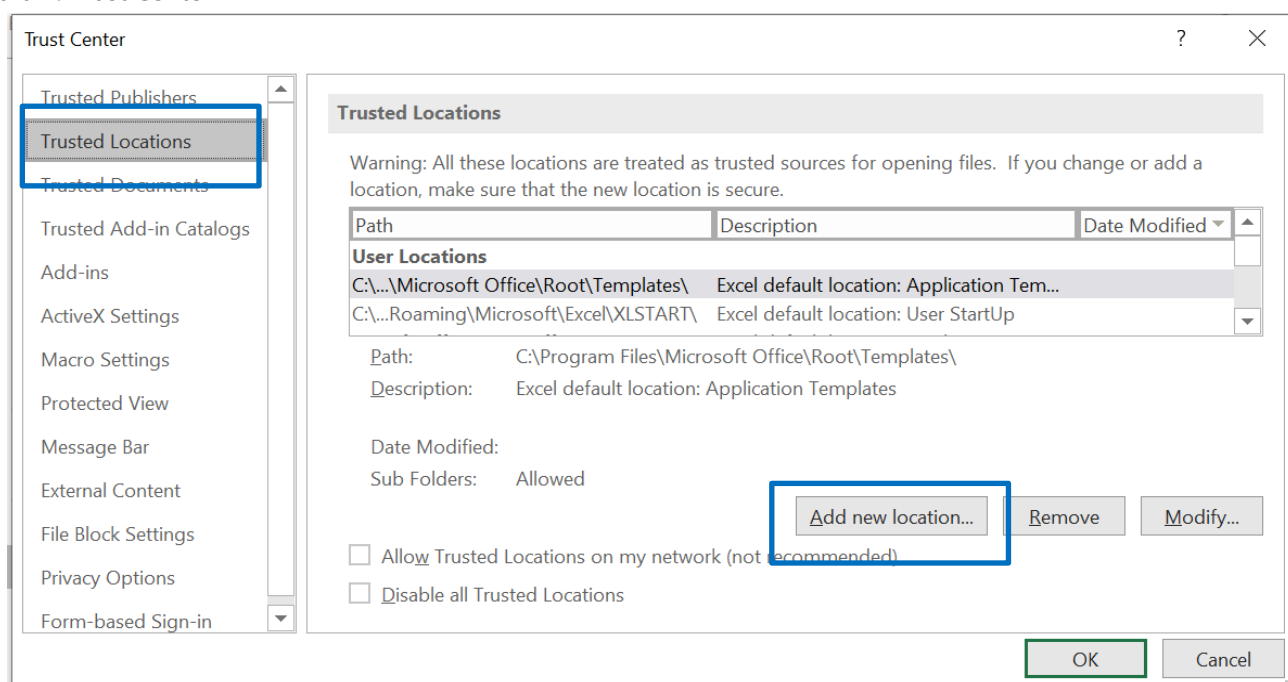 Trust Center
?
Trusted Publishers
Trusted Locations
Trusted Documents
Trusted Add-in Catalogs
Add-ins
ActiveX Settings
Macro Settings
Protected View
Message Bar
External Content
File Block Settings
Privacy Options
Form-based Sign-in
Trusted Locations
Warning: All these locations are treated as trusted sources for opening files. If you change or add a
location, make sure that the new location is secure.
Path Description Date Modified
User Locations
C:\...\Microsoft Office\Root\Templates\ Excel default location: Application Tem...
C:\...Roaming\Microsoft\Excel\XLSTART\ Excel default location: User StartUp
Path: C:\Program Files\Microsoft Office\Root\Templates\
Description: Excel default location: Application Templates
Date Modified:
Sub Folders: Allowed
Add new location... Remove Modify...
Allow Trusted Locations on my network (not recommended)
Disable all Trusted Locations
OK Cancel